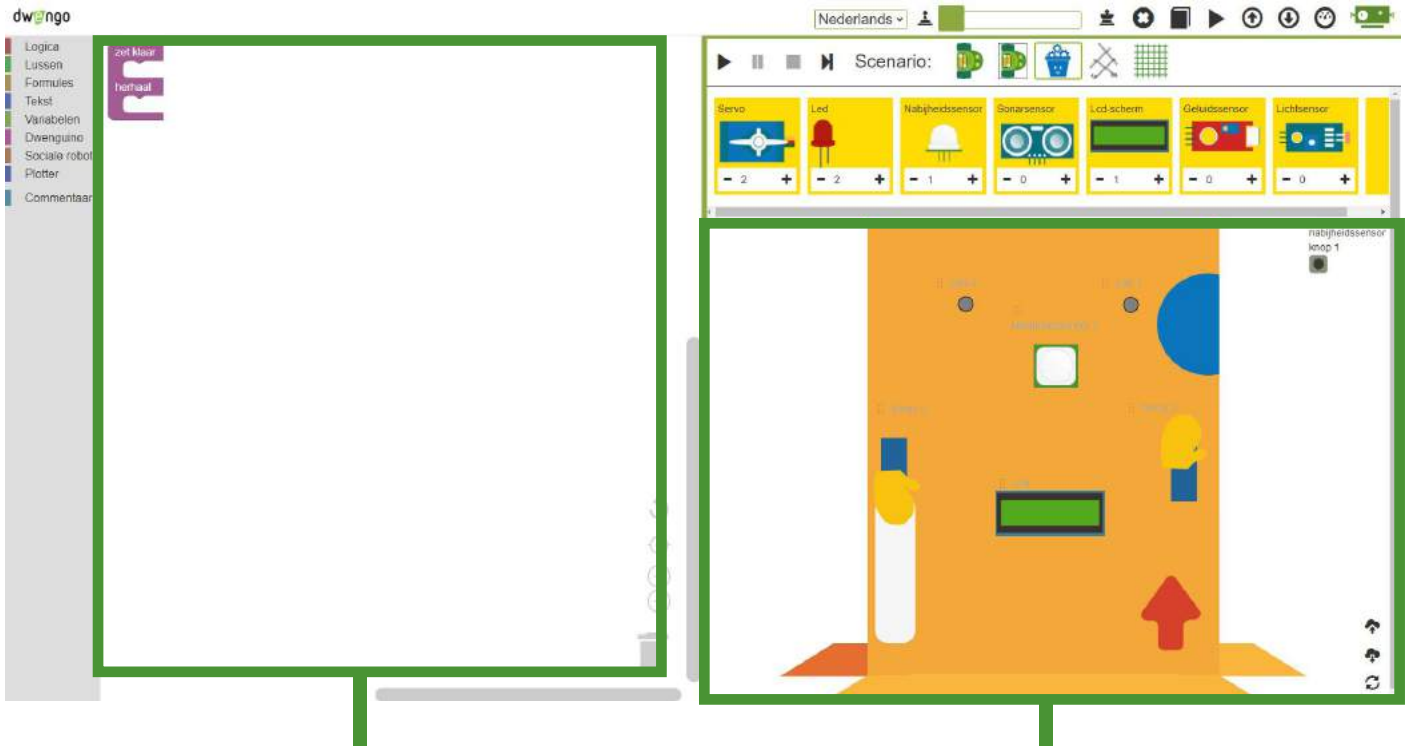 dwengo
Nederlands
Logica
Lussen
Formules
Tekst
Variabelen
Dwenguino
Sociale robot
Plotter
Commentaar
zet klaar
herhaal
Scenario:
Servo
Led
Nabijheidssensor
Sonarsensor
Lcd-scherm
Geluidssensor
Lichtsensor
- 2 +
- 2 +
- 1 +
- 0 +
- 1 +
- 0 +
- 0 +
nabijheidssensor
knop 1